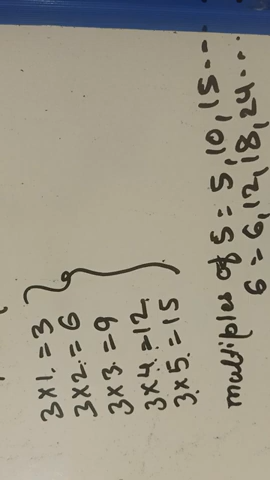 3x1.=3
3x2.=6
3x3.=9
3x4.=12.
3x5.=15
multiples of 5=5,10,15...
6=6,12,18,24...